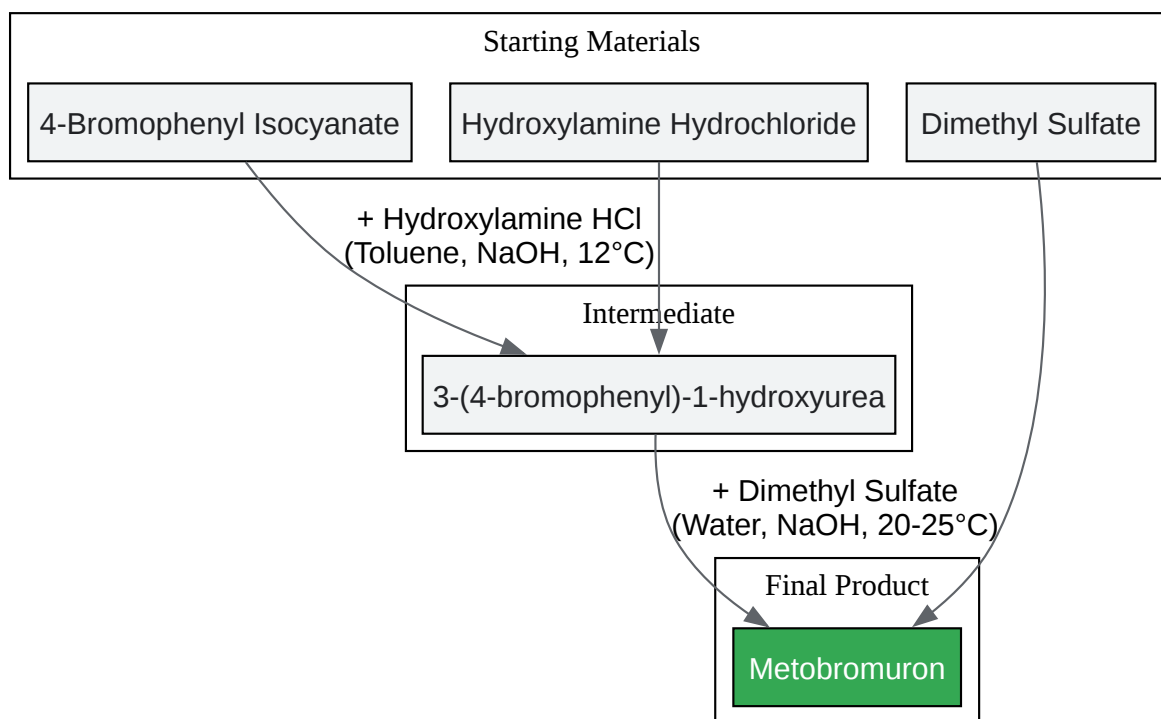 Starting Materials
4-Bromophenyl Isocyanate
Hydroxylamine Hydrochloride
Dimethyl Sulfate
+ Hydroxylamine HCl
(Toluene, NaOH, 12°C)
Intermediate
3-(4-bromophenyl)-1-hydroxyurea
+ Dimethyl Sulfate
(Water, NaOH, 20-25°C)
Final Product
Metobromuron